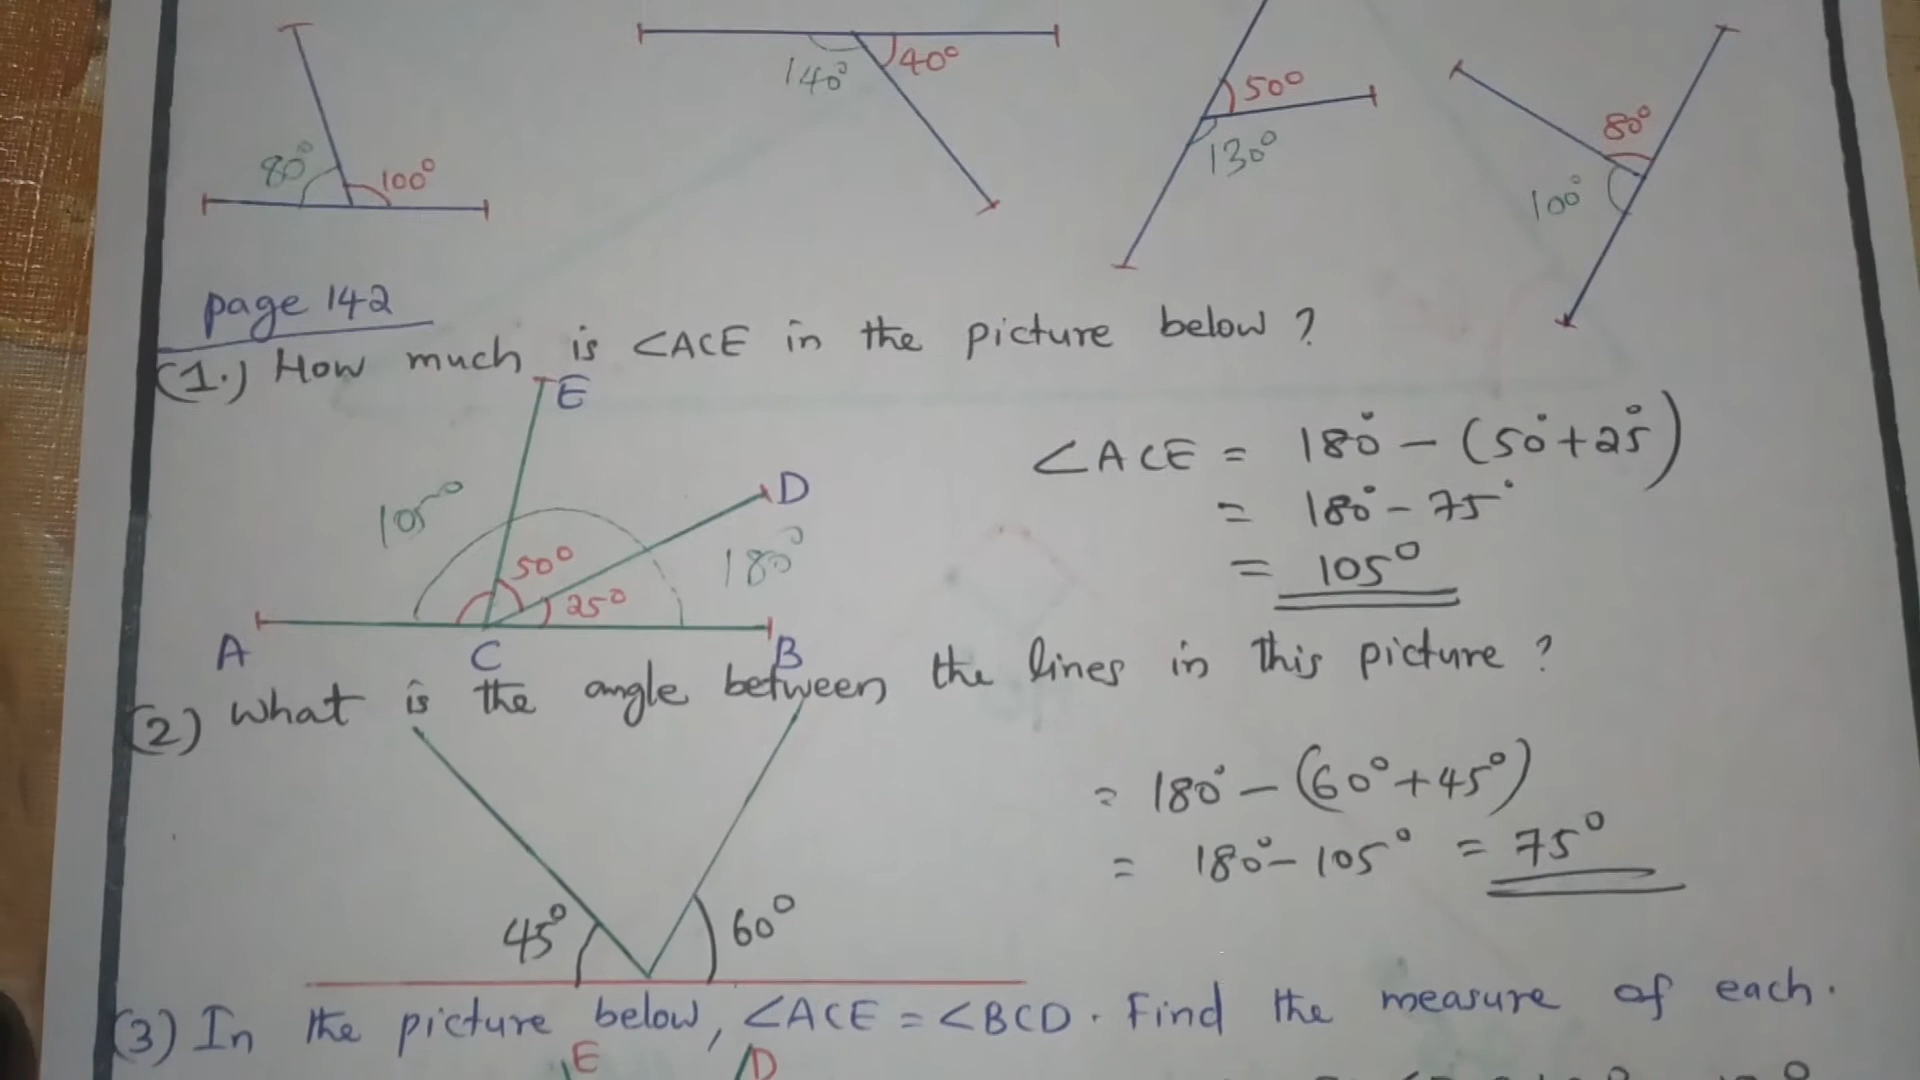 80° 100°
140° 40°
50°
130°
80°
100°
page 142
(1.) How much is ∠ACE in the picture below ?
E
D
105°
50°
25°
180°
A C B
∠ACE = 180° - (50°+25°)
= 180° - 75°
= 105°
(2) What is the angle between the lines in this picture ?
45° 60°
= 180° - (60°+45°)
= 180° - 105° = 75°
(3) In the picture below, ∠ACE = ∠BCD. Find the measure of each.
E D